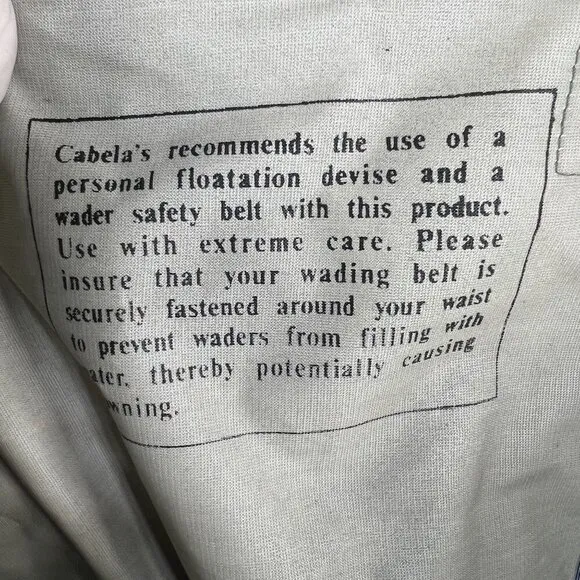 Cabela's recommends the use of a
personal floatation devise and a
wader safety belt with this product.
Use with extreme care. Please
insure that your wading belt is
securely fastened around your waist
to prevent waders from filling with
ater, thereby potentially causing
wning.